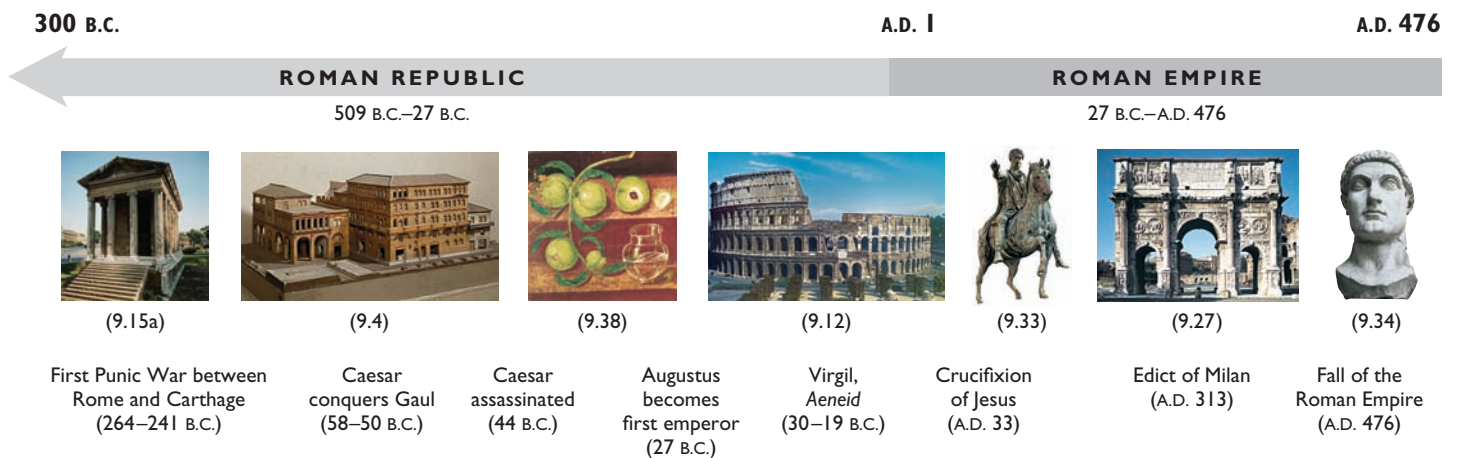 300 B.C.
A.D. 1
A.D. 476
ROMAN REPUBLIC
ROMAN EMPIRE
509 B.C.–27 B.C.
27 B.C.–A.D. 476
(9.15a)
(9.4)
(9.38)
(9.12)
(9.33)
(9.27)
(9.34)
First Punic War between
Rome and Carthage
(264–241 B.C.)
Caesar
conquers Gaul
(58–50 B.C.)
Caesar
assassinated
(44 B.C.)
Augustus
becomes
first emperor
(27 B.C.)
Virgil,
Aeneid
(30–19 B.C.)
Crucifixion
of Jesus
(A.D. 33)
Edict of Milan
(A.D. 313)
Fall of the
Roman Empire
(A.D. 476)